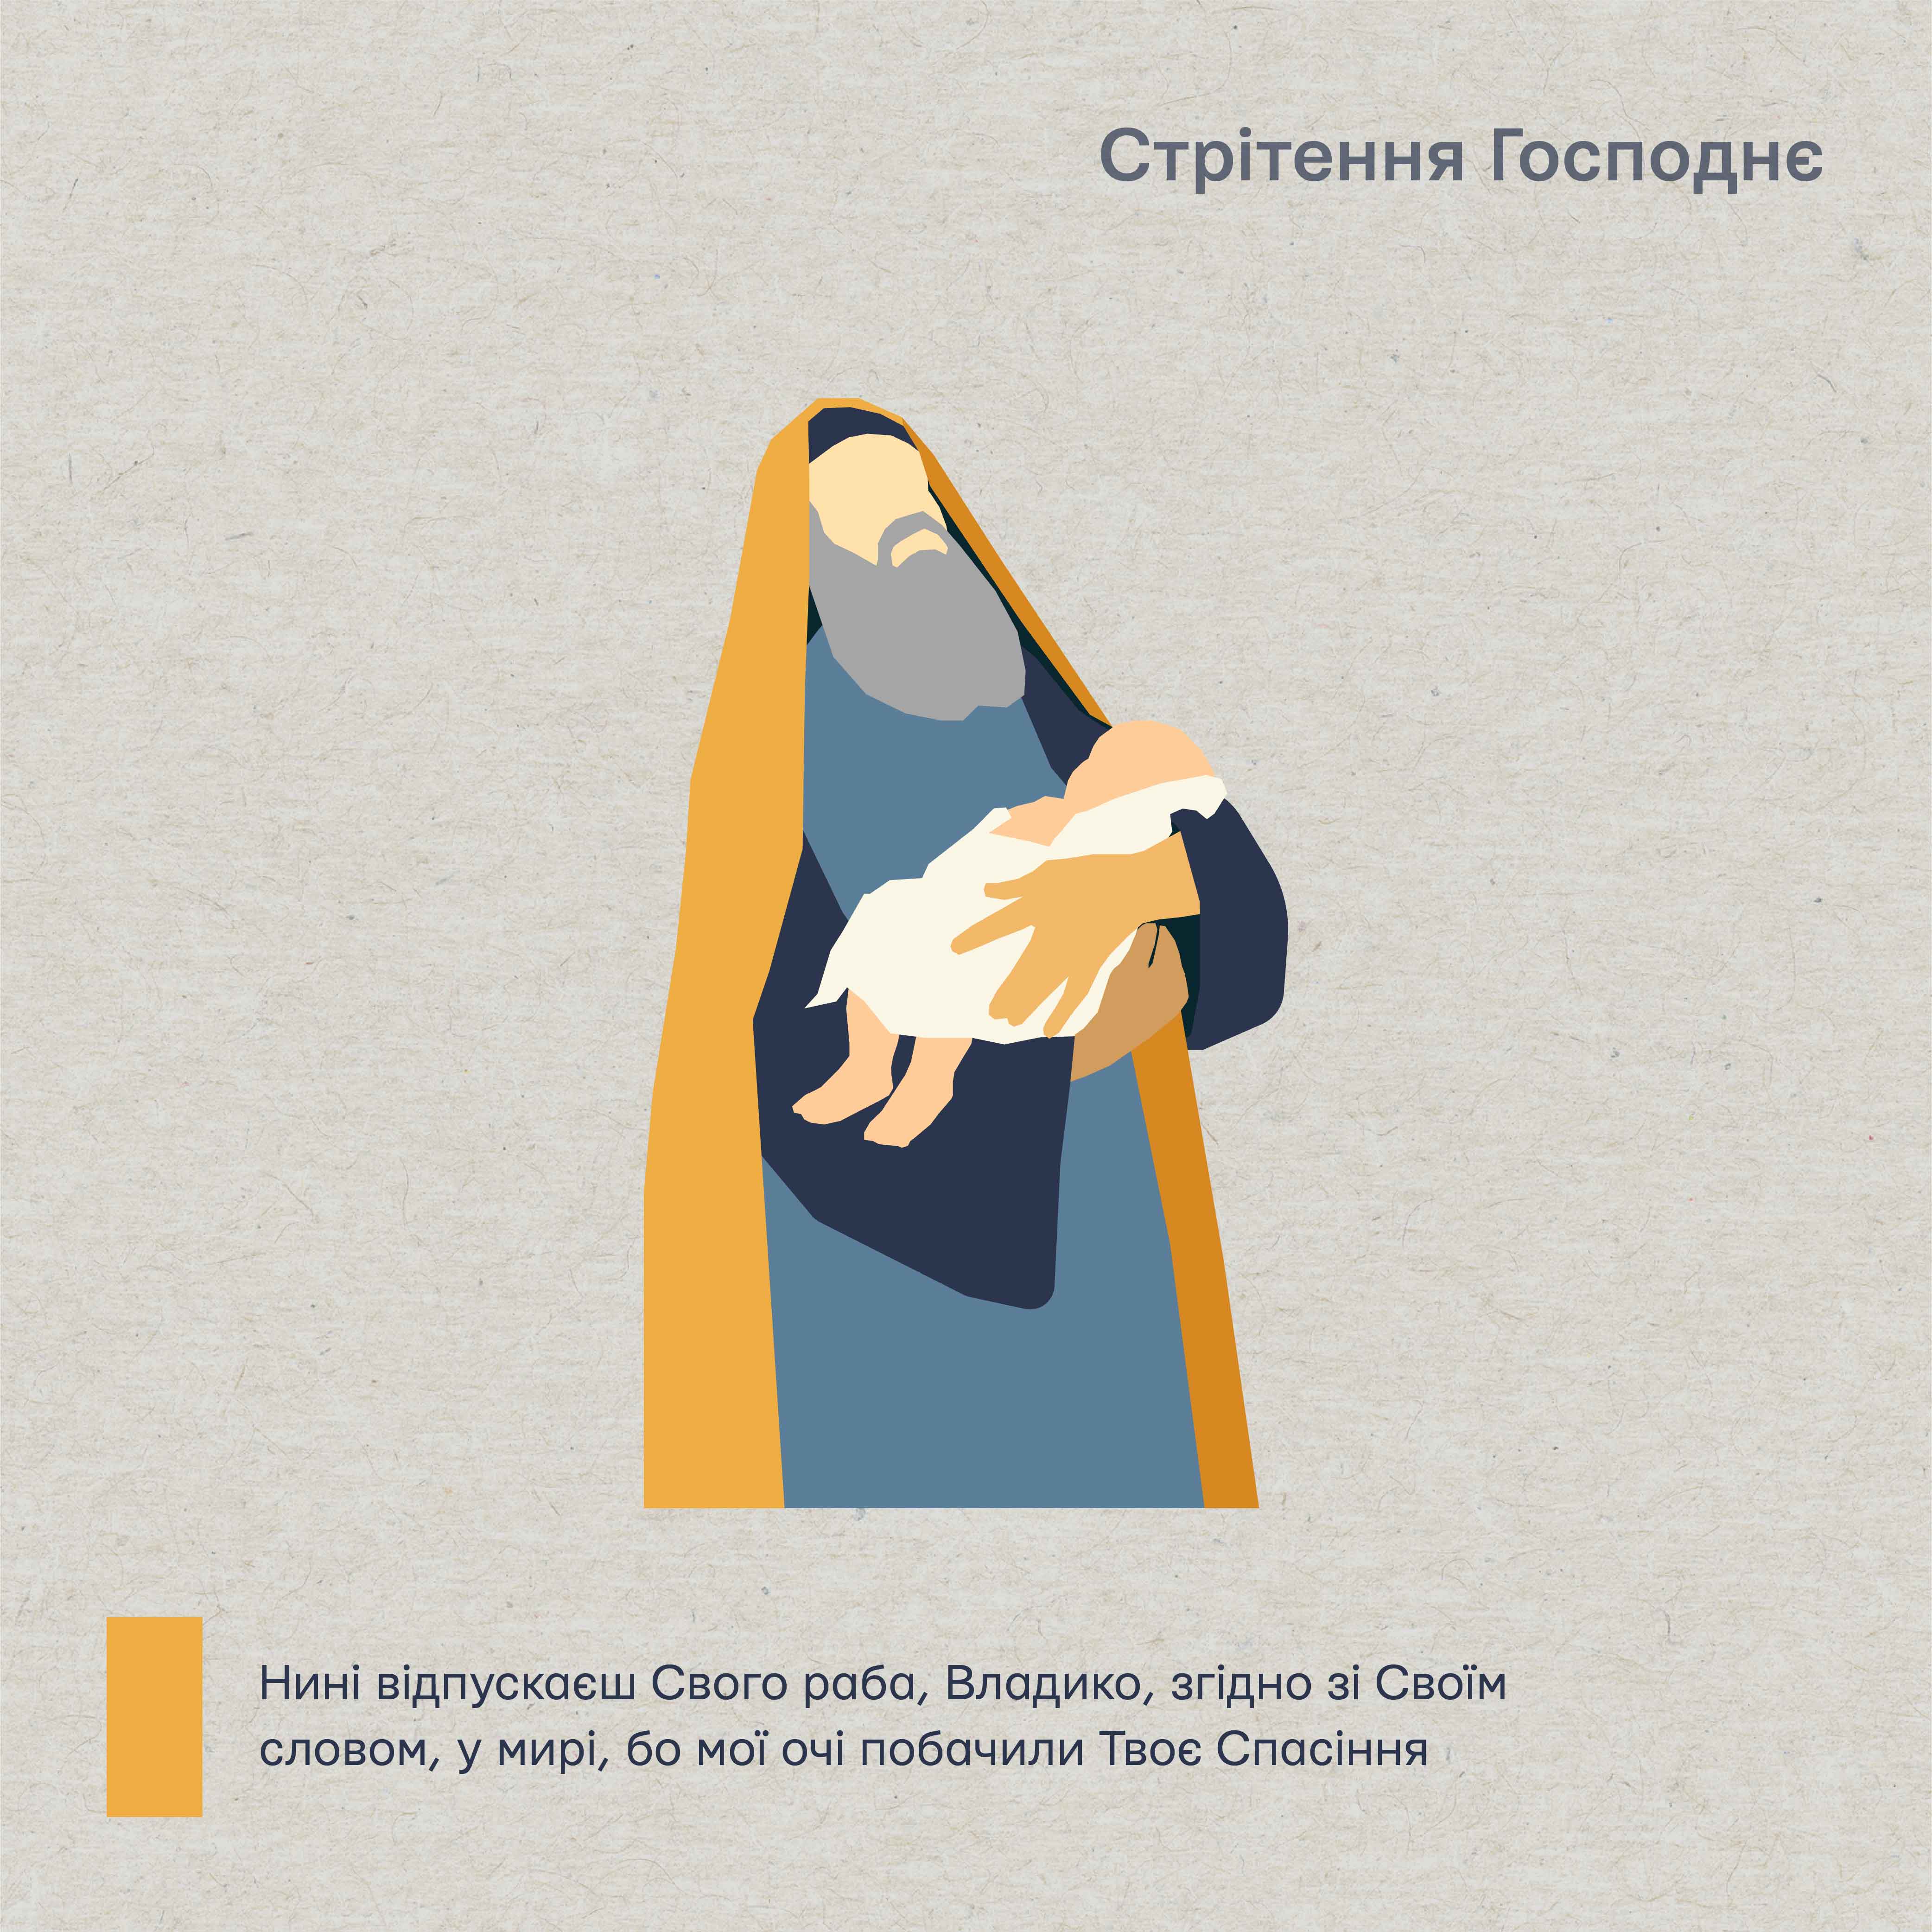 Стрітення Господнє
Нині відпускаєш Свого раба, Владико, згідно зі Своїм
словом, у мирі, бо мої очі побачили Твоє Спасіння